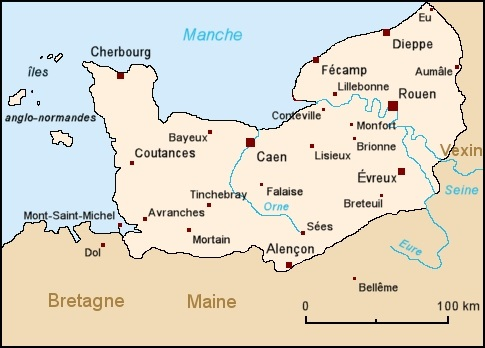 Eu
Manche
Dieppe
Cherbourg
Fécamp
îles
Aumâle
Lillebonne
Rouen
anglo-normandes
Conteville
Monfort
Bayeux
Brionne
Caen
Lisieux
Vexin
Coutances
Évreux
Seine
Tinchebray
Falaise
Breteuil
Mont-Saint-Michel
Avranches
Orne
Sées
Mortain
Dol
Alençon
Eure
Bellême
Bretagne
Maine
0
100 km